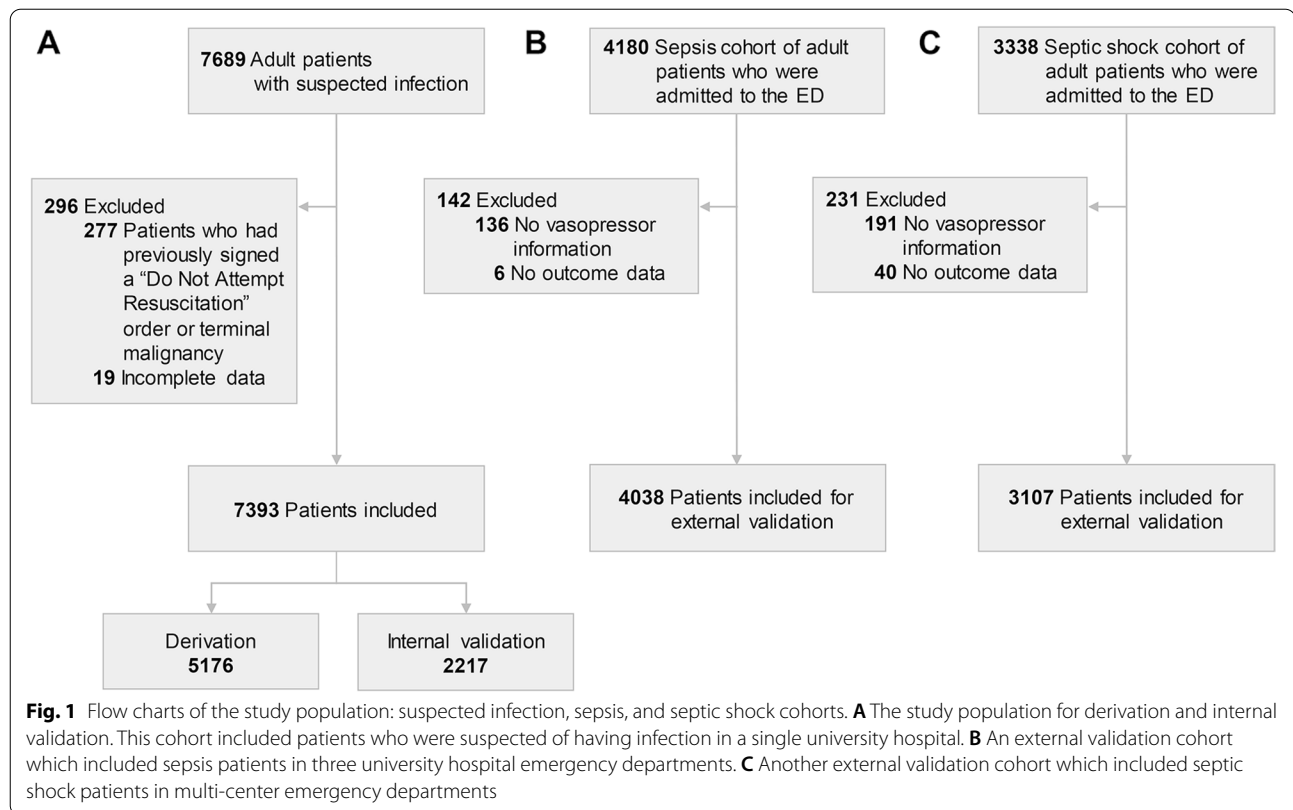 A
7689 Adult patients
with suspected infection
296 Excluded
277 Patients who had
previously signed
a “Do Not Attempt
Resuscitation”
order or terminal
malignancy
19 Incomplete data
7393 Patients included
Derivation
5176
Internal validation
2217
B
4180 Sepsis cohort of adult
patients who were
admitted to the ED
142 Excluded
136 No vasopressor
information
6 No outcome data
4038 Patients included for
external validation
C
3338 Septic shock cohort of
adult patients who were
admitted to the ED
231 Excluded
191 No vasopressor
information
40 No outcome data
3107 Patients included for
external validation
Fig. 1 Flow charts of the study population: suspected infection, sepsis, and septic shock cohorts. A The study population for derivation and internal
validation. This cohort included patients who were suspected of having infection in a single university hospital. B An external validation cohort
which included sepsis patients in three university hospital emergency departments. C Another external validation cohort which included septic
shock patients in multi-center emergency departments